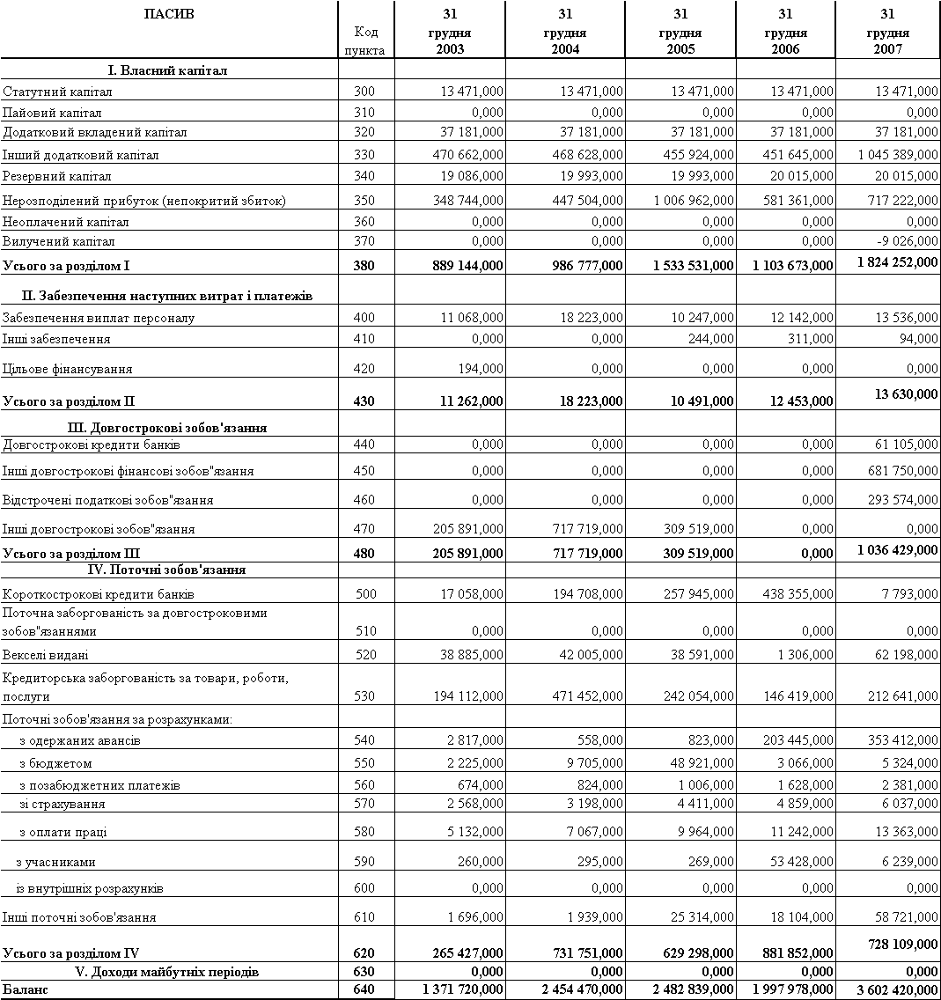 ПАСИВ Код пункта 31 грудня 2003 31 грудня 2004 31 грудня 2005 31 грудня 2006 31 грудня 2007
I. Власний капітал
Статутний капітал 300 13 471,000 13 471,000 13 471,000 13 471,000 13 471,000
Пайовий капітал 310 0,000 0,000 0,000 0,000 0,000
Додатковий вкладений капітал 320 37 181,000 37 181,000 37 181,000 37 181,000 37 181,000
Інший додатковий капітал 330 470 662,000 468 628,000 455 924,000 451 645,000 1 045 389,000
Резервний капітал 340 19 086,000 19 993,000 19 993,000 20 015,000 20 015,000
Нерозподілений прибуток (непокритий збиток) 350 348 744,000 447 504,000 1 006 962,000 581 361,000 717 222,000
Неоплачений капітал 360 0,000 0,000 0,000 0,000 0,000
Вилучений капітал 370 0,000 0,000 0,000 0,000 -9 026,000
Усього за розділом I 380 889 144,000 986 777,000 1 533 531,000 1 103 673,000 1 824 252,000
II. Забезпечення наступних витрат і платежів
Забезпечення виплат персоналу 400 11 068,000 18 223,000 10 247,000 12 142,000 13 536,000
Інші забезпечення 410 0,000 0,000 244,000 311,000 94,000
Цільове фінансування 420 194,000 0,000 0,000 0,000 0,000
Усього за розділом II 430 11 262,000 18 223,000 10 491,000 12 453,000 13 630,000
III. Довгострокові зобов'язання
Довгострокові кредити банків 440 0,000 0,000 0,000 0,000 61 105,000
Інші довгострокові фінансові зобов"язання 450 0,000 0,000 0,000 0,000 681 750,000
Відстрочені податкові зобов"язання 460 0,000 0,000 0,000 0,000 293 574,000
Інші довгострокові зобов"язання 470 205 891,000 717 719,000 309 519,000 0,000 0,000
Усього за розділом III 480 205 891,000 717 719,000 309 519,000 0,000 1 036 429,000
IV. Поточні зобов'язання
Короткострокові кредити банків 500 17 058,000 194 708,000 257 945,000 438 355,000 7 793,000
Поточна заборгованість за довгостроковими
зобов"язаннями 510 0,000 0,000 0,000 0,000 0,000
Векселі видані 520 38 885,000 42 005,000 38 591,000 1 306,000 62 198,000
Кредиторська заборгованість за товари, роботи,
послуги 530 194 112,000 471 452,000 242 054,000 146 419,000 212 641,000
Поточні зобов'язання за розрахунками:
з одержаних авансів 540 2 817,000 558,000 823,000 203 445,000 353 412,000
з бюджетом 550 2 225,000 9 705,000 48 921,000 3 066,000 5 324,000
з позабюджетних платежів 560 674,000 824,000 1 006,000 1 628,000 2 381,000
зі страхування 570 2 568,000 3 198,000 4 411,000 4 859,000 6 037,000
з оплати праці 580 5 132,000 7 067,000 9 964,000 11 242,000 13 363,000
з учасниками 590 260,000 295,000 269,000 53 428,000 6 239,000
із внутрішніх розрахунків 600 0,000 0,000 0,000 0,000 0,000
Інші поточні зобов'язання 610 1 696,000 1 939,000 25 314,000 18 104,000 58 721,000
Усього за розділом IV 620 265 427,000 731 751,000 629 298,000 881 852,000 728 109,000
V. Доходи майбутніх періодів 630 0,000 0,000 0,000 0,000 0,000
Баланс 640 1 371 720,000 2 454 470,000 2 482 839,000 1 997 978,000 3 602 420,000